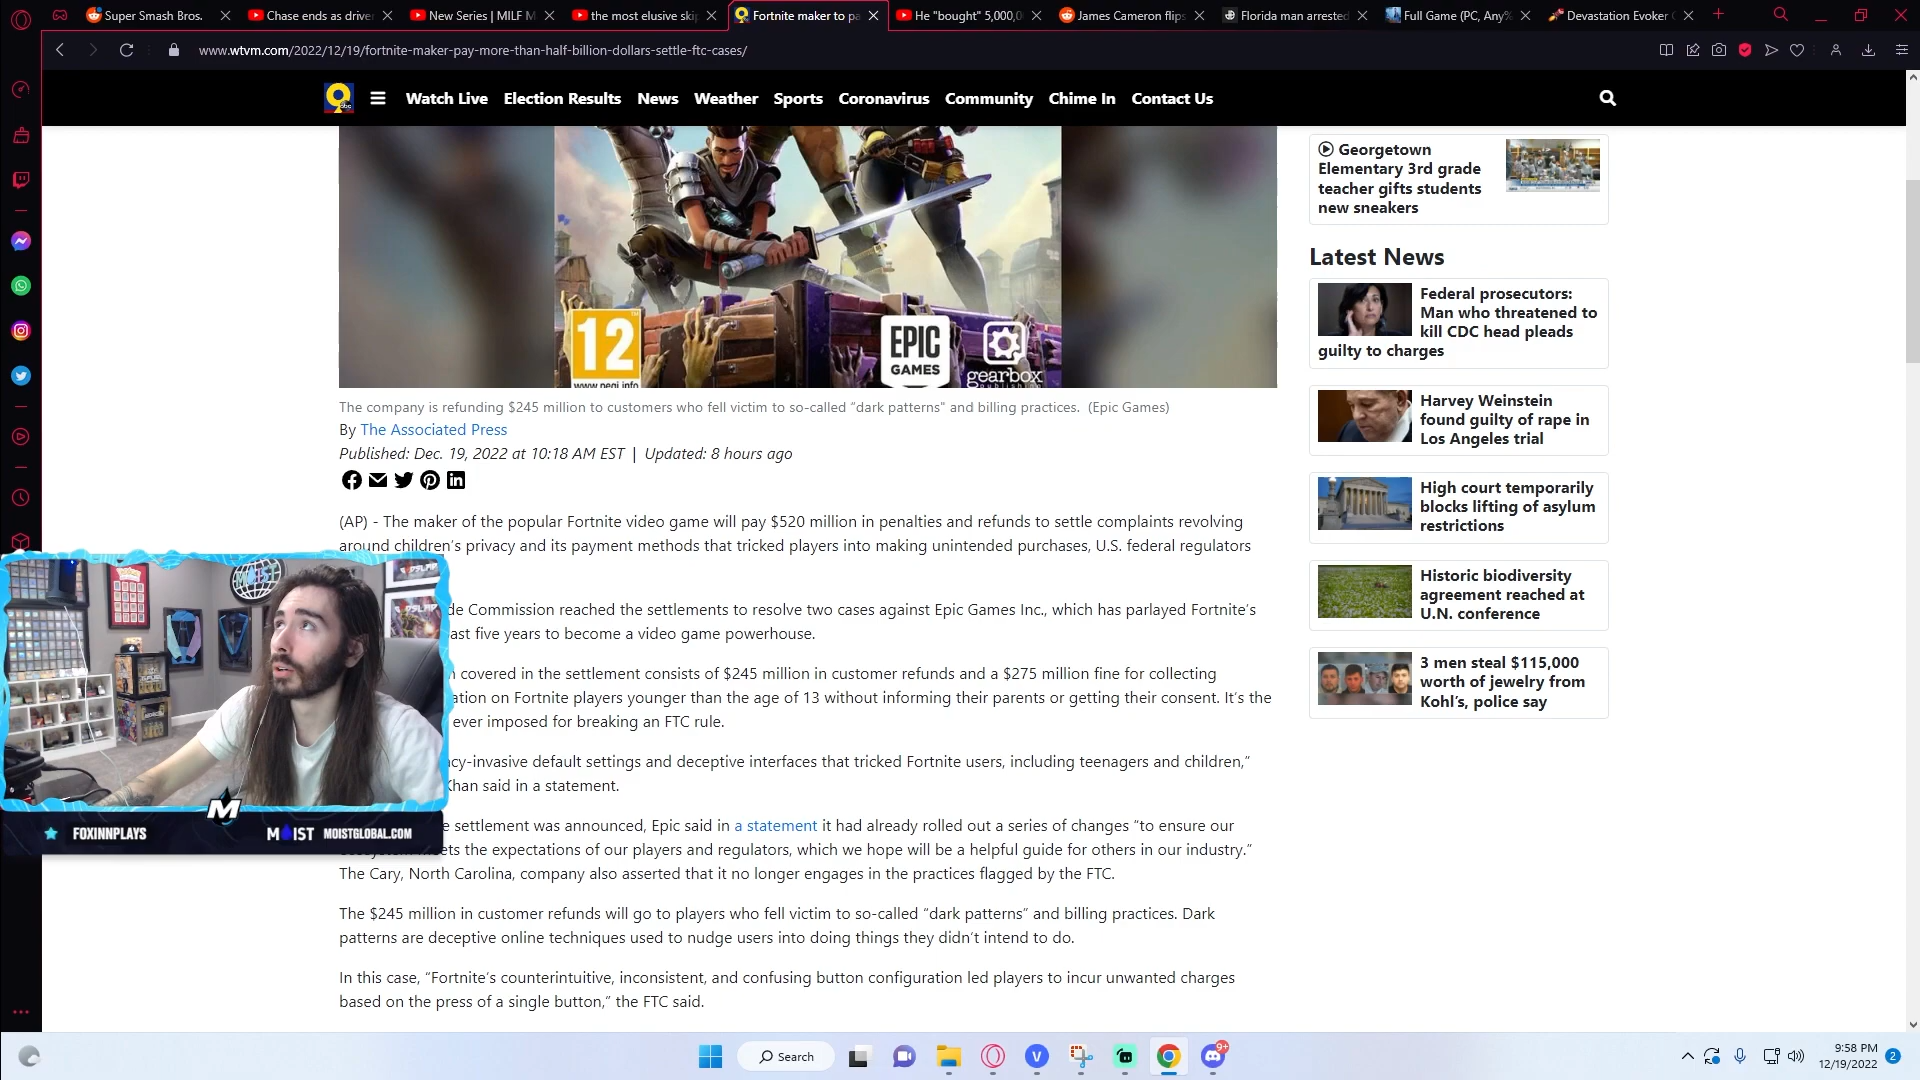 Super Smash Bros.
Chase ends as driver
New Series | MILF M
the most elusive ski
Fortnite maker to pa
He "bought" 5,000,0
James Cameron flips
Florida man arrested
Full Game (PC, Any%
Devastation Evoker
www.wtvm.com/2022/12/19/fortnite-maker-pay-more-than-half-billion-dollars-settle-ftc-cases/
Watch Live Election Results News Weather Sports Coronavirus Community Chime In Contact Us
12
www.pegi.info
EPIC
GAMES
gearbox
The company is refunding $245 million to customers who fell victim to so-called “dark patterns" and billing practices. (Epic Games)
By The Associated Press
Published: Dec. 19, 2022 at 10:18 AM EST | Updated: 8 hours ago
(AP) - The maker of the popular Fortnite video game will pay $520 million in penalties and refunds to settle complaints revolving
around children’s privacy and its payment methods that tricked players into making unintended purchases, U.S. federal regulators
de Commission reached the settlements to resolve two cases against Epic Games Inc., which has parlayed Fortnite’s
ast five years to become a video game powerhouse.
covered in the settlement consists of $245 million in customer refunds and a $275 million fine for collecting
ation on Fortnite players younger than the age of 13 without informing their parents or getting their consent. It’s the
ever imposed for breaking an FTC rule.
cy-invasive default settings and deceptive interfaces that tricked Fortnite users, including teenagers and children,”
Khan said in a statement.
e settlement was announced, Epic said in a statement it had already rolled out a series of changes “to ensure our
ets the expectations of our players and regulators, which we hope will be a helpful guide for others in our industry.”
The Cary, North Carolina, company also asserted that it no longer engages in the practices flagged by the FTC.
The $245 million in customer refunds will go to players who fell victim to so-called “dark patterns” and billing practices. Dark
patterns are deceptive online techniques used to nudge users into doing things they didn’t intend to do.
In this case, “Fortnite’s counterintuitive, inconsistent, and confusing button configuration led players to incur unwanted charges
based on the press of a single button,” the FTC said.
Georgetown
Elementary 3rd grade
teacher gifts students
new sneakers
Latest News
Federal prosecutors:
Man who threatened to
kill CDC head pleads
guilty to charges
Harvey Weinstein
found guilty of rape in
Los Angeles trial
High court temporarily
blocks lifting of asylum
restrictions
Historic biodiversity
agreement reached at
U.N. conference
3 men steal $115,000
worth of jewelry from
Kohl’s, police say
M
FOXINNPLAYS
MOIST
MOISTGLOBAL.COM
Search
9+
9:58 PM
12/19/2022
2